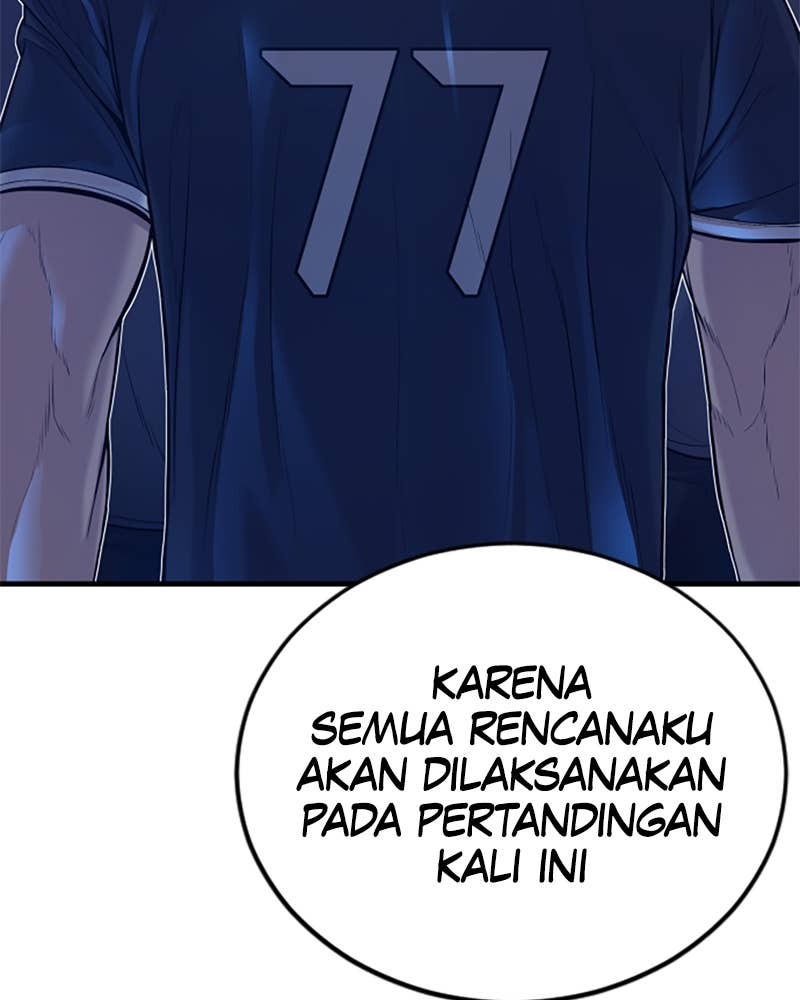 77
KARENA
SEMUA RENCANAKU
AKAN DILAKSANAKAN
PADA PERTANDINGAN
KALI INI